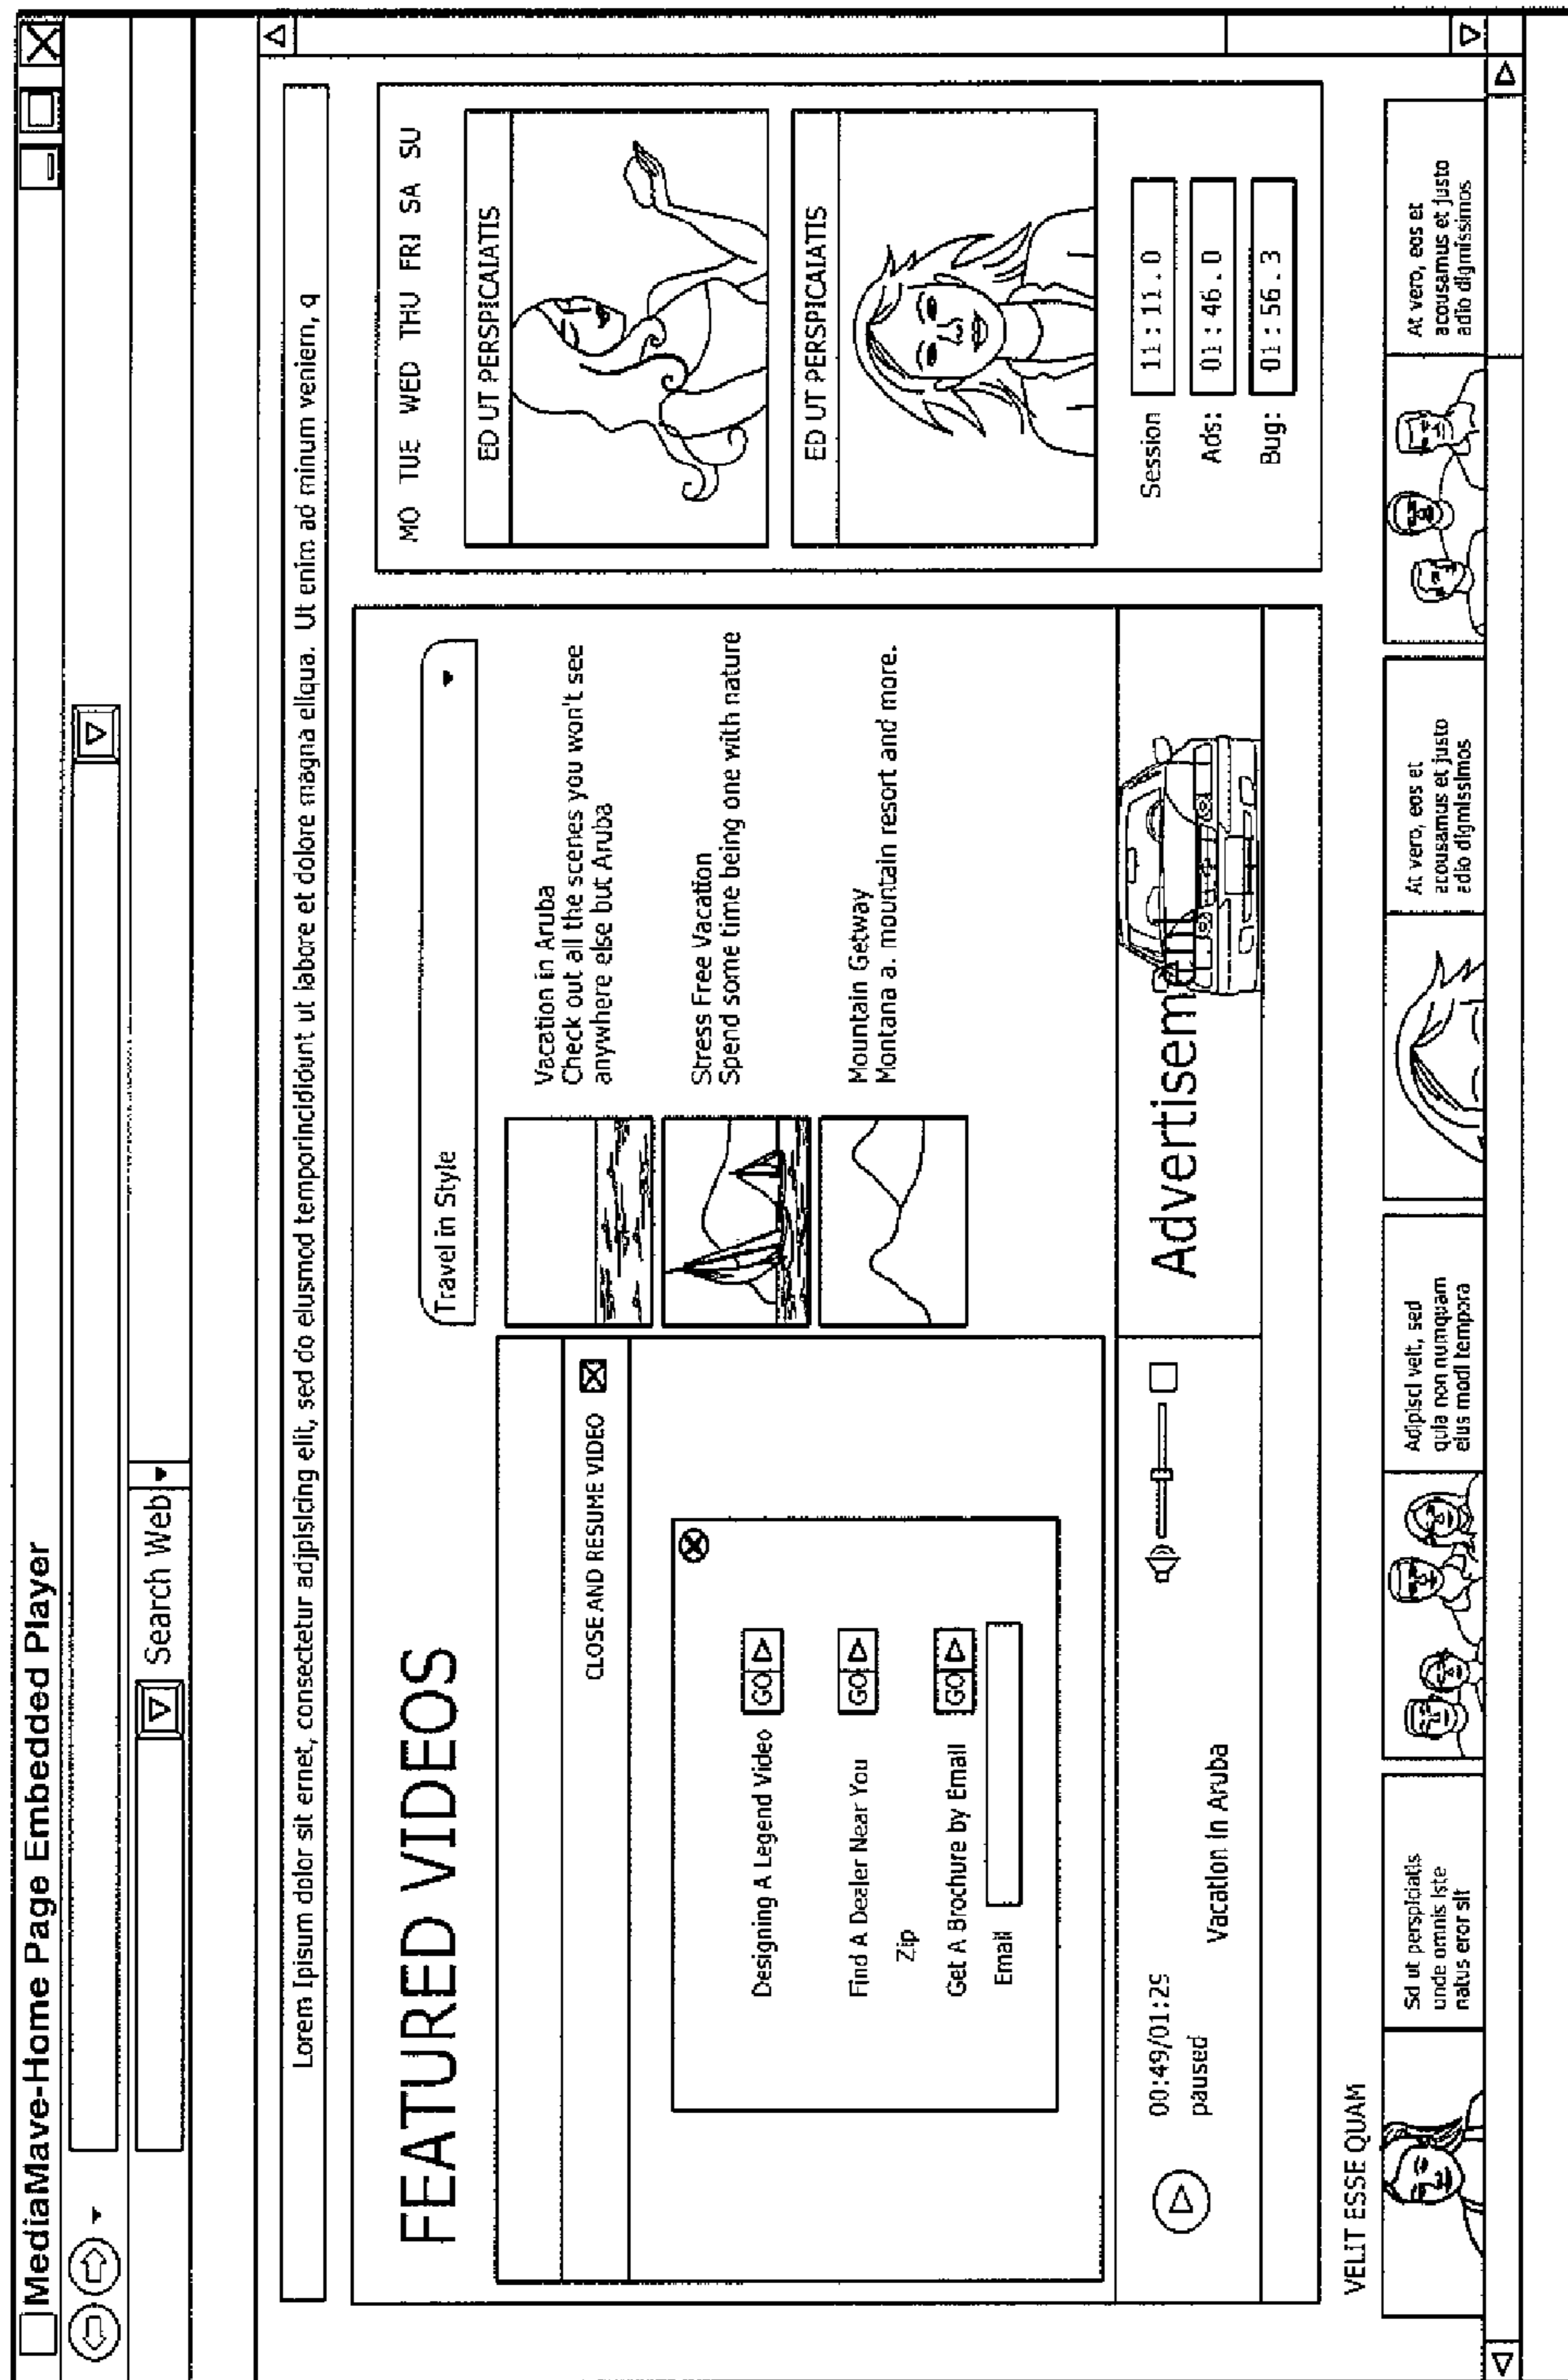 MediaMave-Home Page Embedded Player
Search Web
Lorem Ipisum dolor sit ernet, consectetur adjpisicing elit, sed do elusmod temporincididunt ut labore et dolore magna eliqua. Ut enim ad minum veniern, q
FEATURED VIDEOS
Travel in Style
CLOSE AND RESUME VIDEO
Designing A Legend Video GO
Find A Dealer Near You GO
Zip
Get A Brochure by Email GO
Email
Vacation in Aruba
Check out all the scenes you won't see
anywhere else but Aruba
Stress Free Vacation
Spend some time being one with nature
Mountain Getway
Montana a. mountain resort and more.
00:49/01:29
paused
Vacation in Aruba
Advertisement
MO TUE WED THU FRI SA SU
ED UT PERSPICAIATIS
ED UT PERSPICAIATIS
Session 11:11.0
Ads: 01:46.0
Bug: 01:56.3
VELIT ESSE QUAM
Sd ut perspiciatis
unde omnis iste
natus eror sit
Adipisci velt, sed
quia non numquam
eius modi tempora
At vero, eos et
acousamus et justo
adio digmissimos
At vero, eos et
acousamus et justo
adio digmissimos